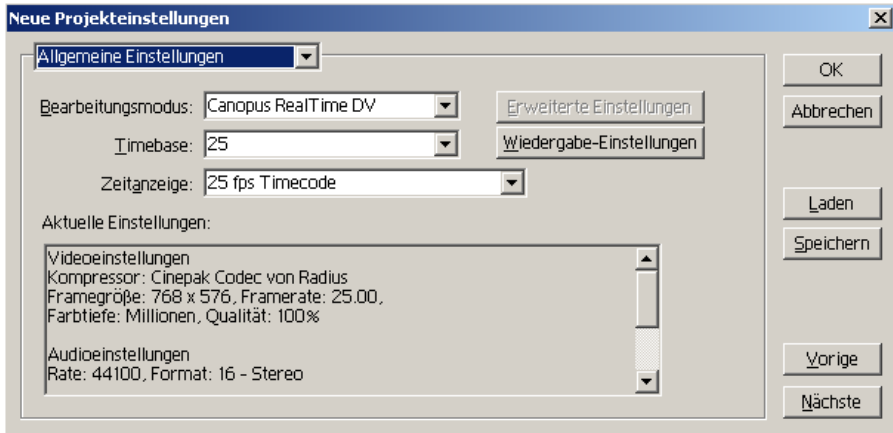 Neue Projekteinstellungen
Allgemeine Einstellungen
OK
Bearbeitungsmodus: Canopus RealTime DV Erweiterte Einstellungen Abbrechen
Timebase: 25 Wiedergabe-Einstellungen
Zeitanzeige: 25 fps Timecode
Laden
Aktuelle Einstellungen:
Speichern
Videoeinstellungen
Kompressor: Cinepak Codec von Radius
Framegröße: 768 x 576, Framerate: 25.00,
Farbtiefe: Millionen, Qualität: 100%
Audioeinstellungen
Rate: 44100, Format: 16 - Stereo
Vorige
Nächste